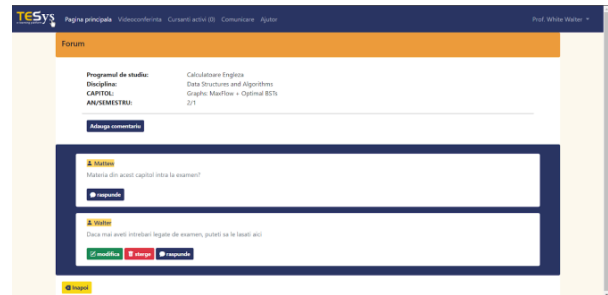 TESys
Pagina principala Videoconferinta Cursanti activi (0) Comunicare Ajutor Prof. White Walter
Forum
Programul de studiu: Calculatoare Engleza
Disciplina: Data Structures and Algorithms
CAPITOL: Graphs: MaxFlow + Optimal BSTs
AN/SEMESTRU: 2/1
Adauga comentariu
Matline
Materia din acest capitol intra la examen?
raspunde
Walter
Daca mai aveti intrebari legate de examen, puteti sa le lasati aici
modifica sterge raspunde
Inapoi